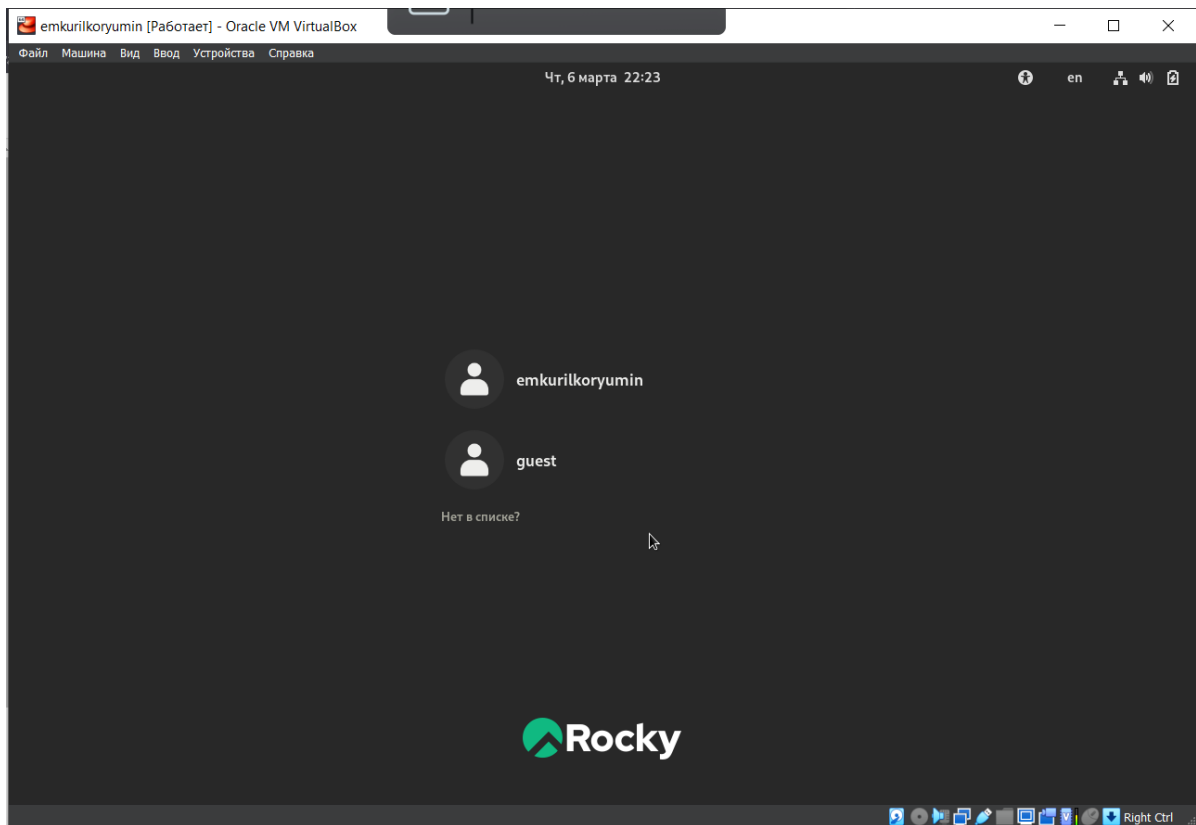 emkurilkoryumin [Работает] - Oracle VM VirtualBox
Файл Машина Вид Ввод Устройства Справка
Чт, 6 марта 22:23
en
emkurilkoryumin
guest
Нет в списке?
Rocky
Right Ctrl